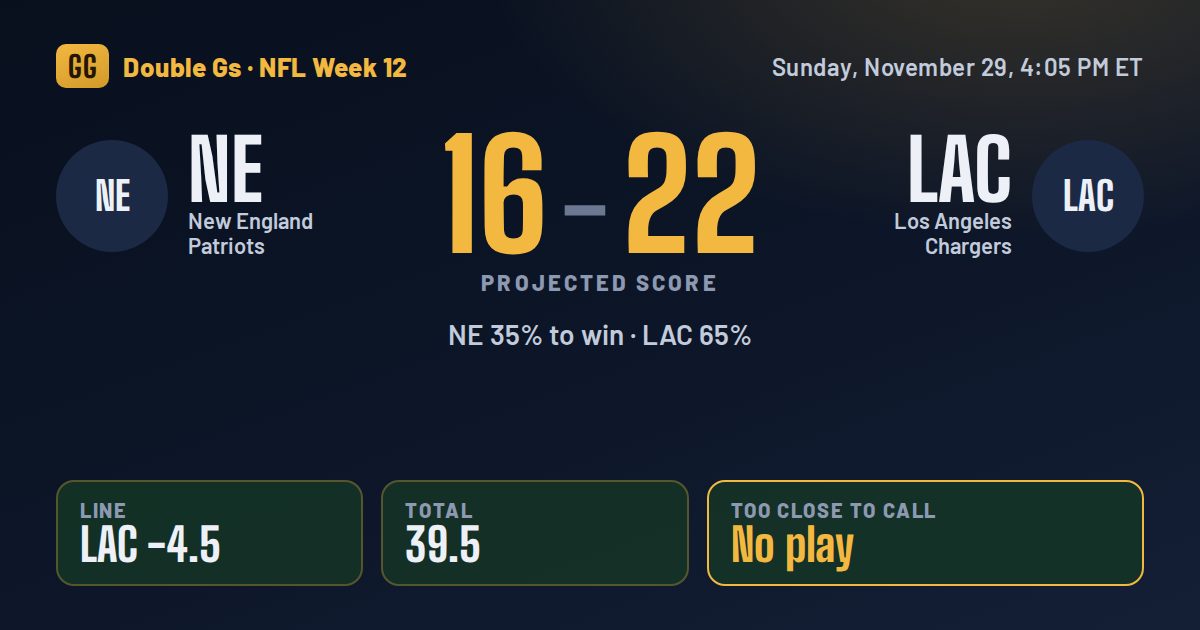 GG
Double Gs · NFL Week 12
Sunday, November 29, 4:05 PM ET
NE
NE
New England
Patriots
16 – 22
PROJECTED SCORE
NE 35% to win · LAC 65%
LAC
Los Angeles
Chargers
LAC
LINE
LAC −4.5
TOTAL
39.5
TOO CLOSE TO CALL
No play